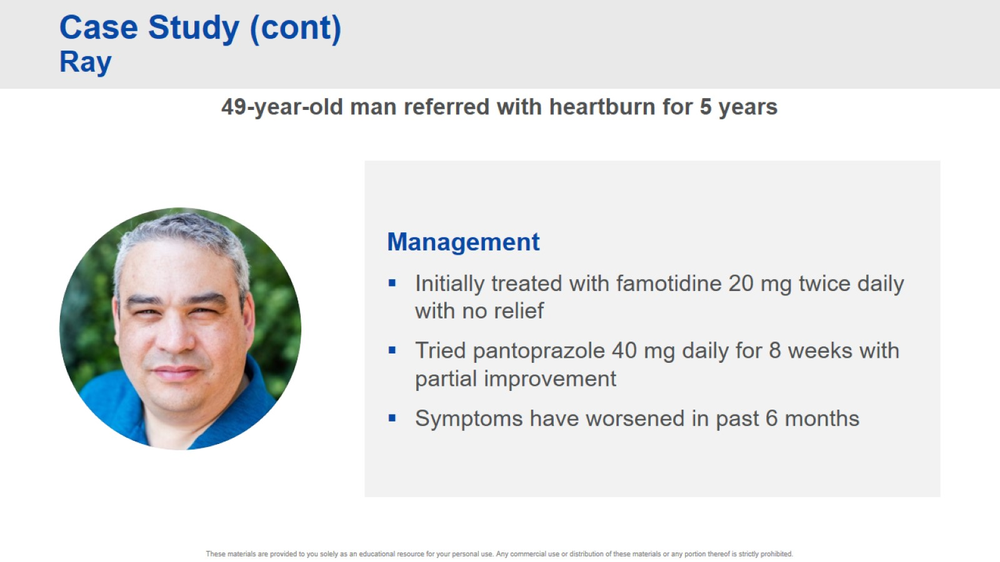 Case Study (cont)
Ray
49-year-old man referred with heartburn for 5 years
Management
▪ Initially treated with famotidine 20 mg twice daily
with no relief
▪ Tried pantoprazole 40 mg daily for 8 weeks with
partial improvement
▪ Symptoms have worsened in past 6 months
These materials are provided to you solely as an educational resource for your personal use. Any commercial use or distribution of these materials or any portion thereof is strictly prohibited.